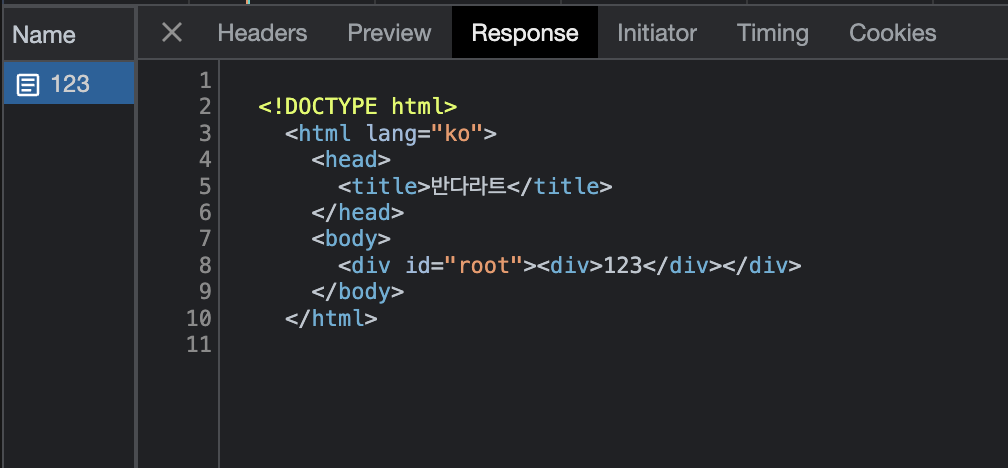 Name
Headers Preview Response Initiator Timing Cookies
123
1
2 <!DOCTYPE html>
3 <html lang="ko">
4 <head>
5 <title>반다라트</title>
6 </head>
7 <body>
8 <div id="root"><div>123</div></div>
9 </body>
10 </html>
11